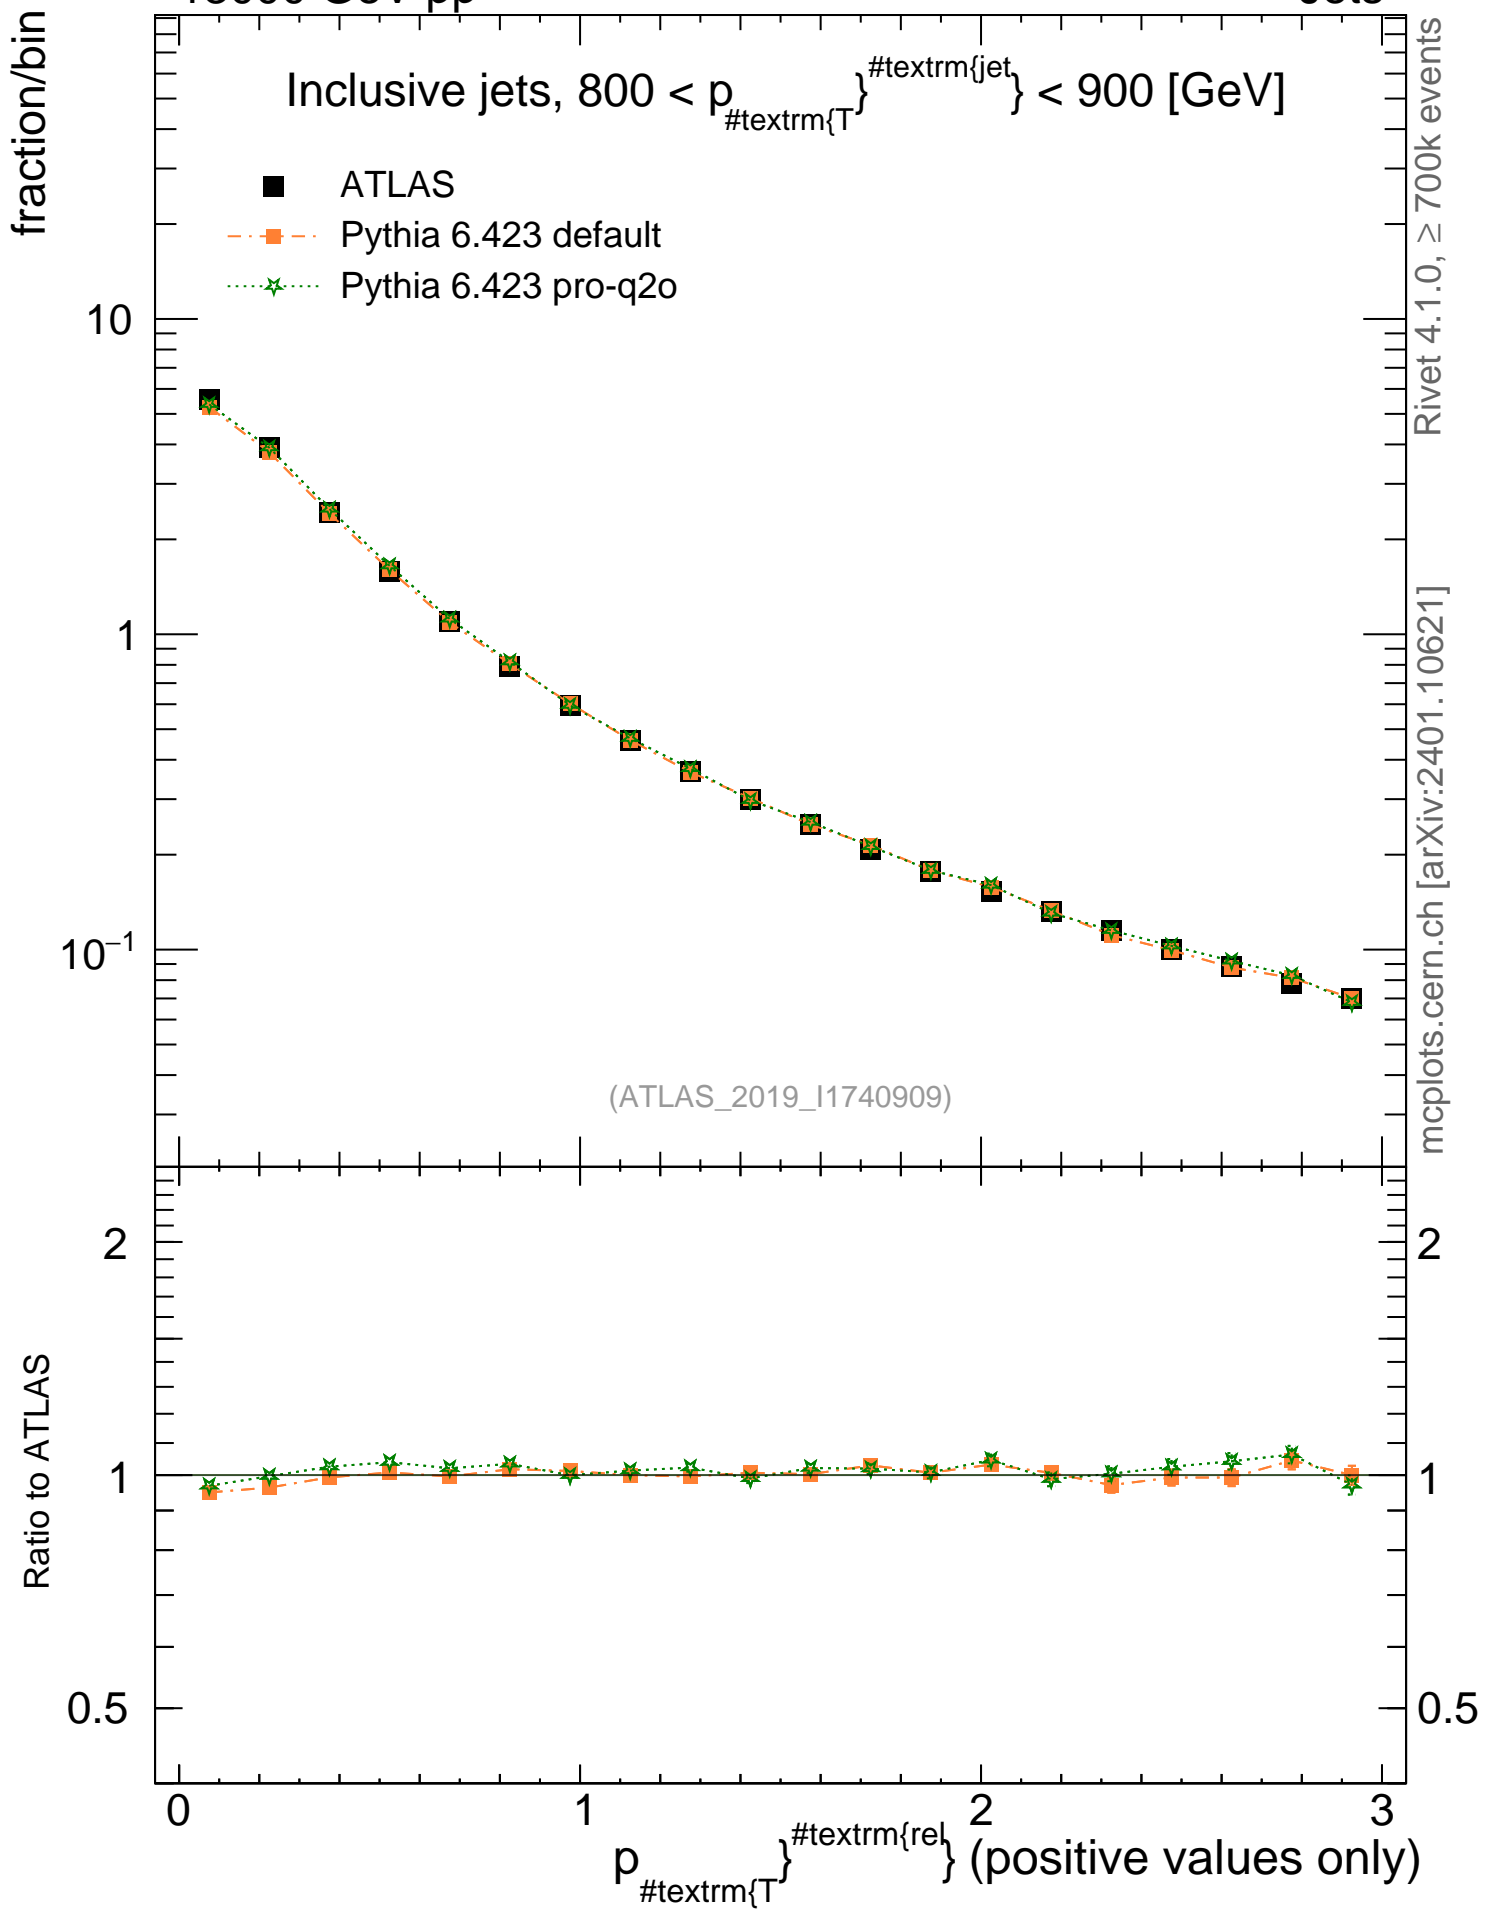 fraction/bin
Inclusive jets, 800 < p_#textrm{T}^#textrm{jet} < 900 [GeV]
ATLAS
Pythia 6.423 default
Pythia 6.423 pro-q2o
10
1
10−1
(ATLAS_2019_I1740909)
Rivet 4.1.0, ≥ 700k events
mcplots.cern.ch [arXiv:2401.10621]
Ratio to ATLAS
2
1
0.5
2
1
0.5
0 1 2 3
p_#textrm{T}^#textrm{rel} (positive values only)